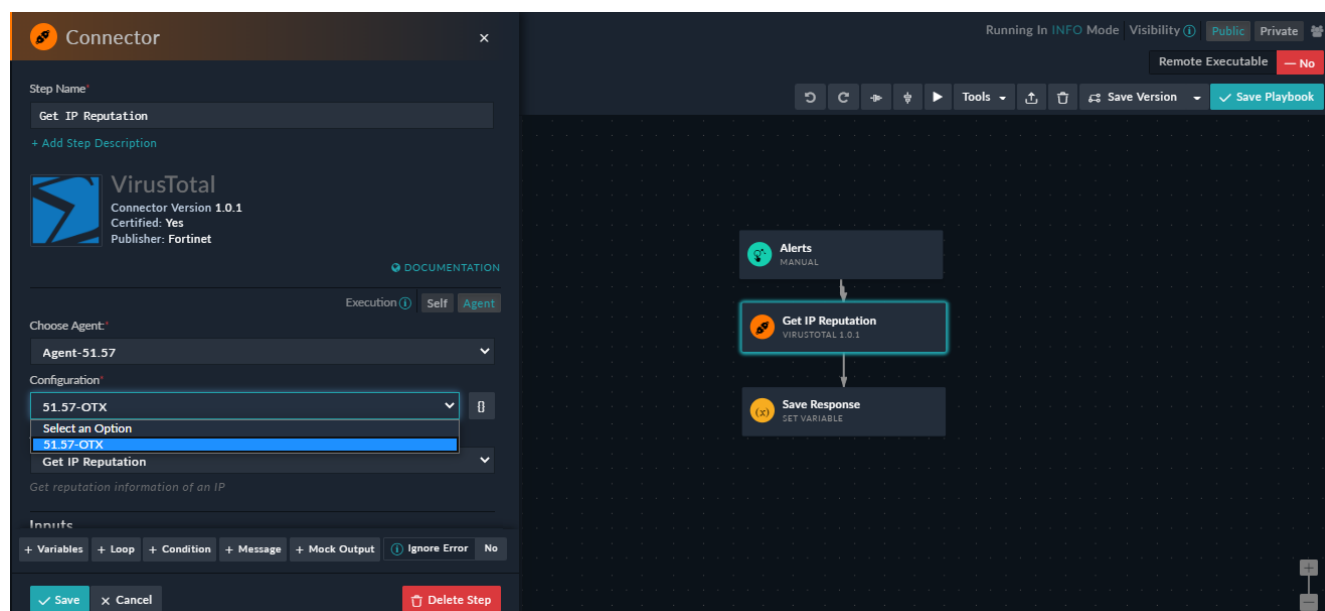 Connector ×
Step Name*
Get IP Reputation
+ Add Step Description
VirusTotal
Connector Version 1.0.1
Certified: Yes
Publisher: Fortinet
DOCUMENTATION
Execution Self Agent
Choose Agent:*
Agent-51.57
Configuration*
51.57-OTX {}
Select an Option
51.57-OTX
Get IP Reputation
Get reputation information of an IP
Inputs
+ Variables + Loop + Condition + Message + Mock Output Ignore Error No
Save × Cancel Delete Step
Running In INFO Mode Visibility Public Private
Remote Executable — No
Tools Save Version Save Playbook
Alerts
MANUAL
Get IP Reputation
VIRUSTOTAL 1.0.1
(x) Save Response
SET VARIABLE